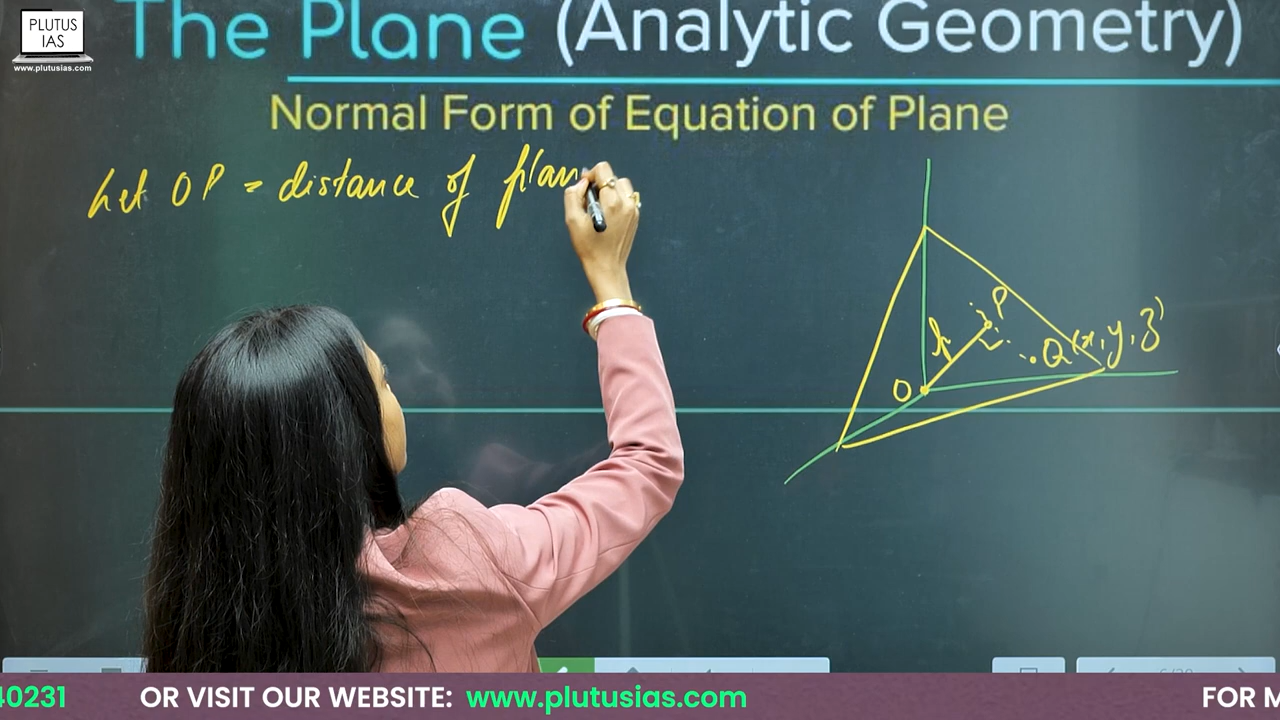 PLUTUS
IAS
www.plutusias.com
The Plane (Analytic Geometry)
Normal Form of Equation of Plane
Let OP = distance of plan
P
p
Q (x, y, z)
O
40231 OR VISIT OUR WEBSITE: www.plutusias.com FOR M